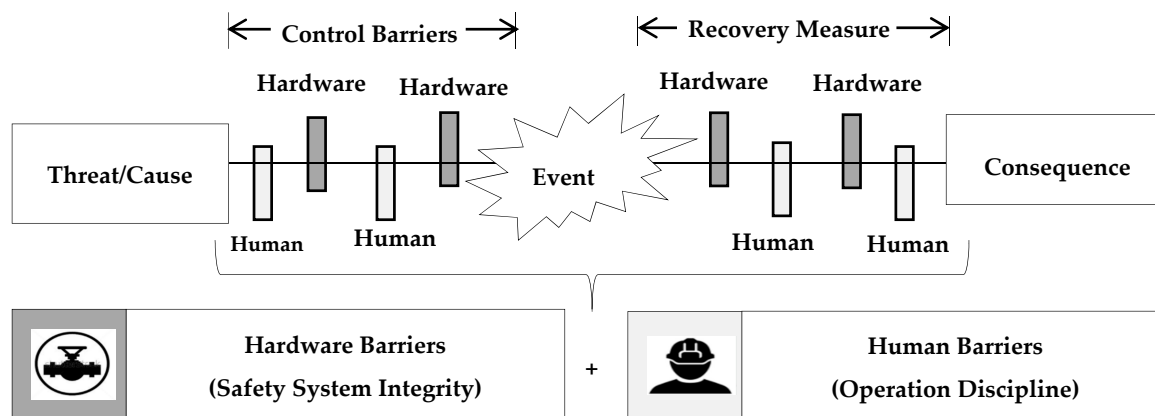 Control Barriers
Recovery Measure
Hardware
Hardware
Hardware
Hardware
Threat/Cause
Event
Consequence
Human
Human
Human
Human
Hardware Barriers
(Safety System Integrity)
+
Human Barriers
(Operation Discipline)